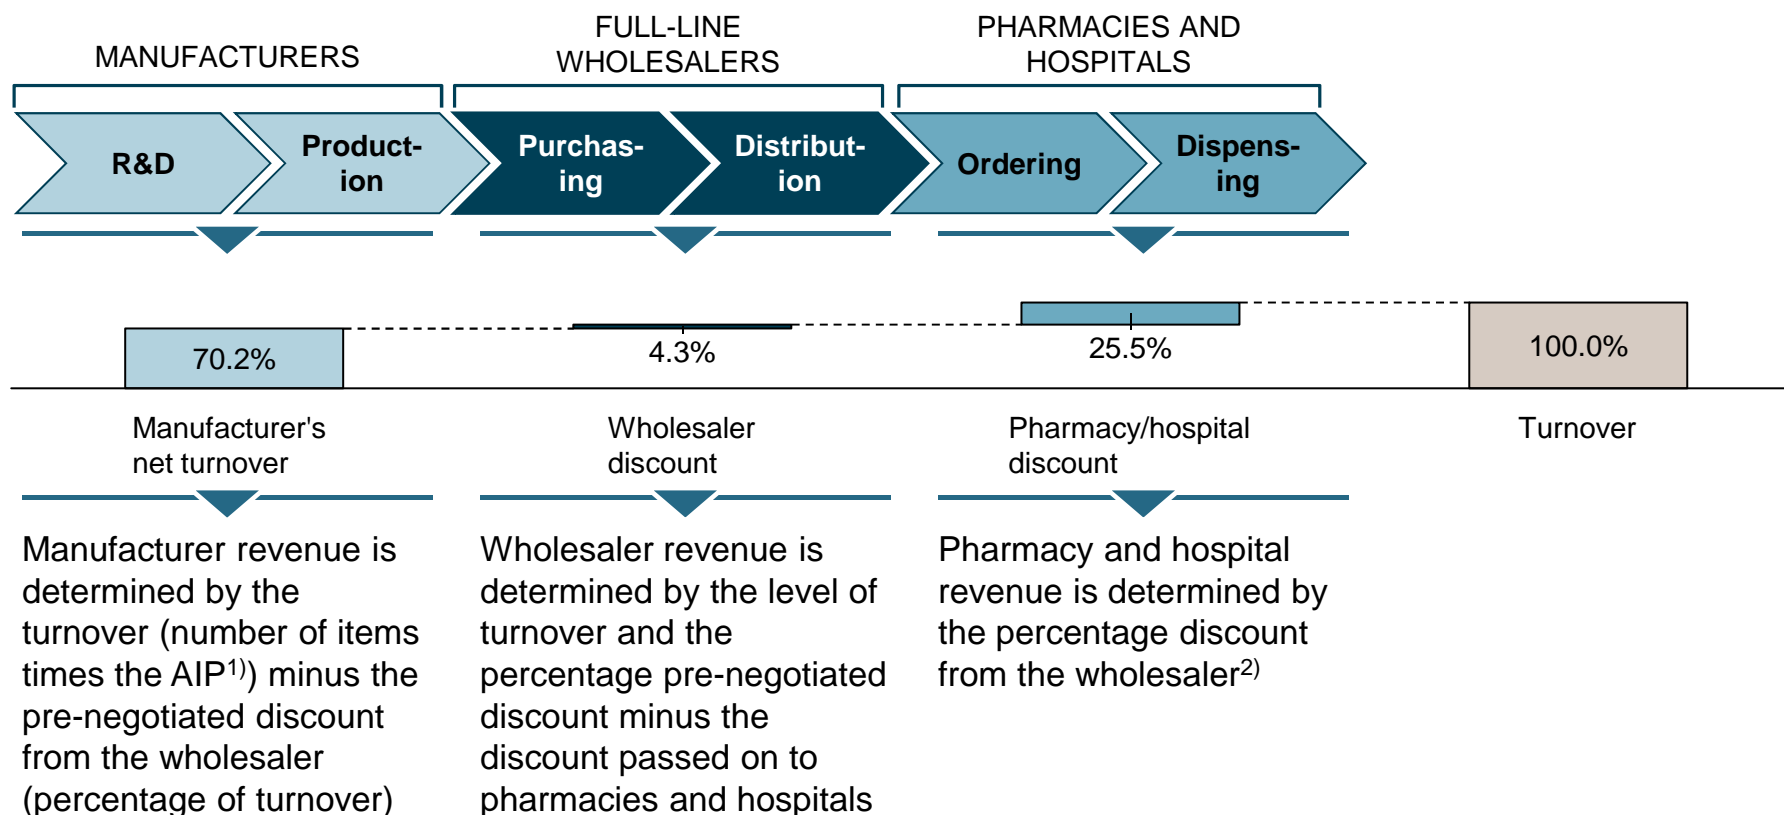 MANUFACTURERS
FULL-LINE
WHOLESALERS
PHARMACIES AND
HOSPITALS
R&D
Product-
ion
Purchas-
ing
Distribut-
ion
Ordering
Dispens-
ing
70.2%
4.3%
25.5%
100.0%
Manufacturer's
net turnover
Wholesaler
discount
Pharmacy/hospital
discount
Turnover
Manufacturer revenue is
determined by the
turnover (number of items
times the AIP1)) minus the
pre-negotiated discount
from the wholesaler
(percentage of turnover)
Wholesaler revenue is
determined by the level of
turnover and the
percentage pre-negotiated
discount minus the
discount passed on to
pharmacies and hospitals
Pharmacy and hospital
revenue is determined by
the percentage discount
from the wholesaler2)